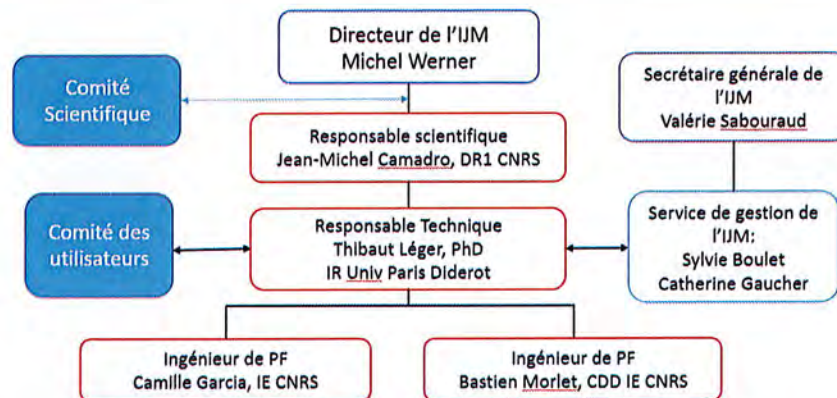 Directeur de l'IJM
Michel Werner
Comité
Scientifique
Secrétaire générale de
l'IJM
Valérie Sabouraud
Responsable scientifique
Jean-Michel Camadro, DR1 CNRS
Comité des
utilisateurs
Responsable Technique
Thibaut Léger, PhD
IR Univ Paris Diderot
Service de gestion de
l'IJM:
Sylvie Boulet
Catherine Gaucher
Ingénieur de PF
Camille Garcia, IE CNRS
Ingénieur de PF
Bastien Morlet, CDD IE CNRS